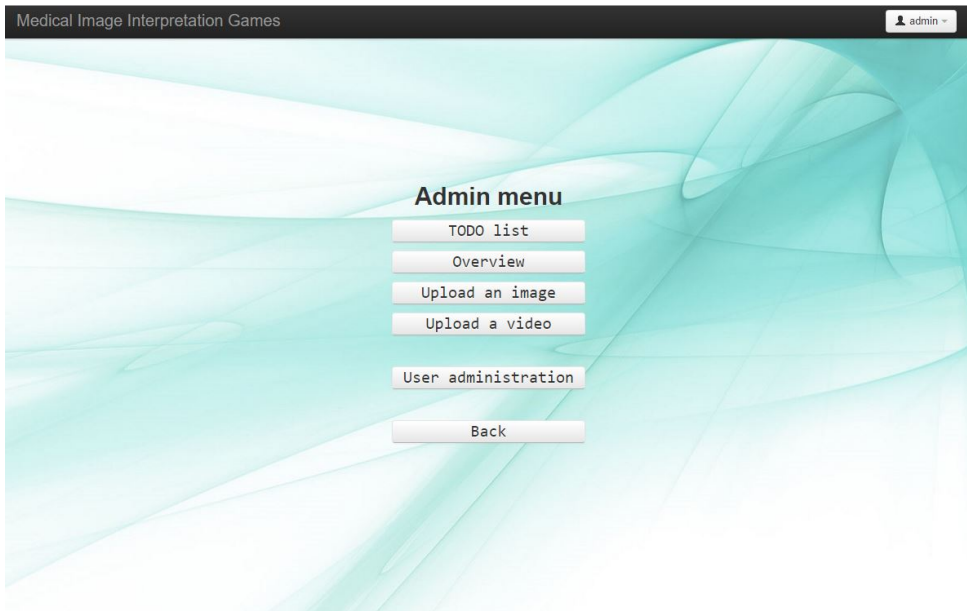 Medical Image Interpretation Games
admin
Admin menu
TODO list
Overview
Upload an image
Upload a video
User administration
Back